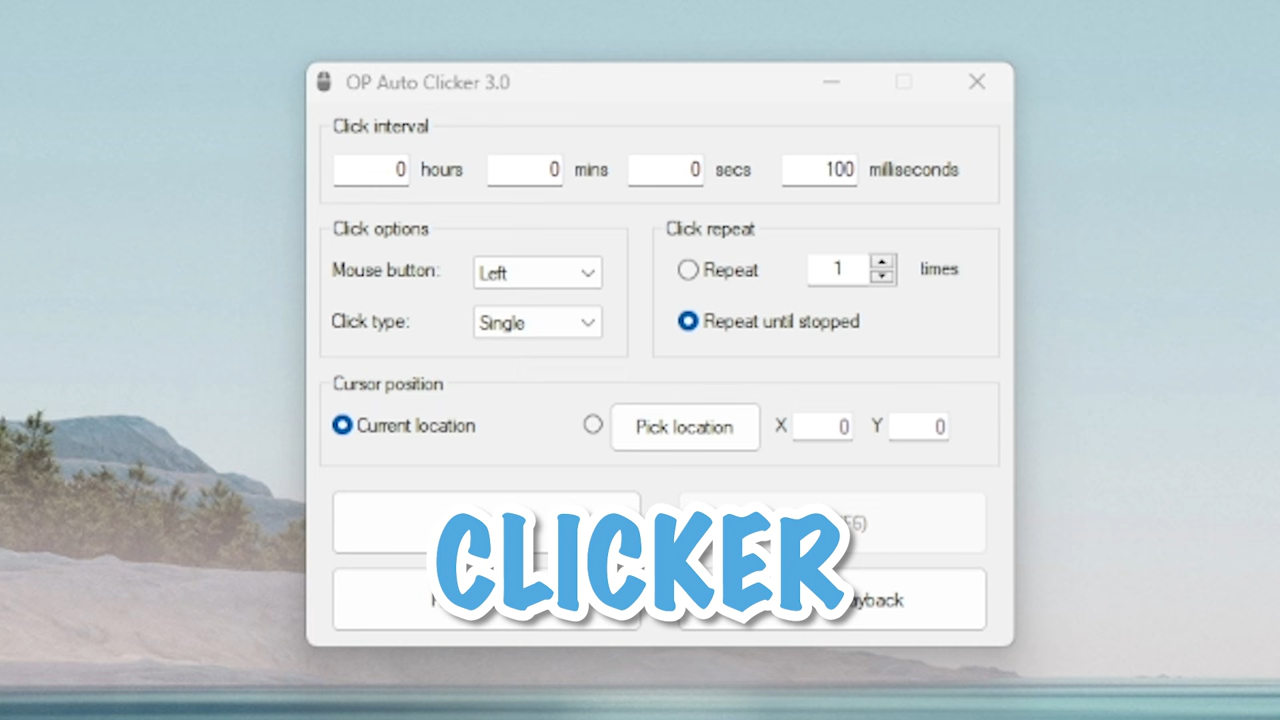 OP Auto Clicker 3.0
Click interval
0 hours 0 mins 0 secs 100 milliseconds
Click options
Mouse button: Left
Click type: Single
Click repeat
Repeat 1 times
Repeat until stopped
Cursor position
Current location Pick location X 0 Y 0
CLICKER